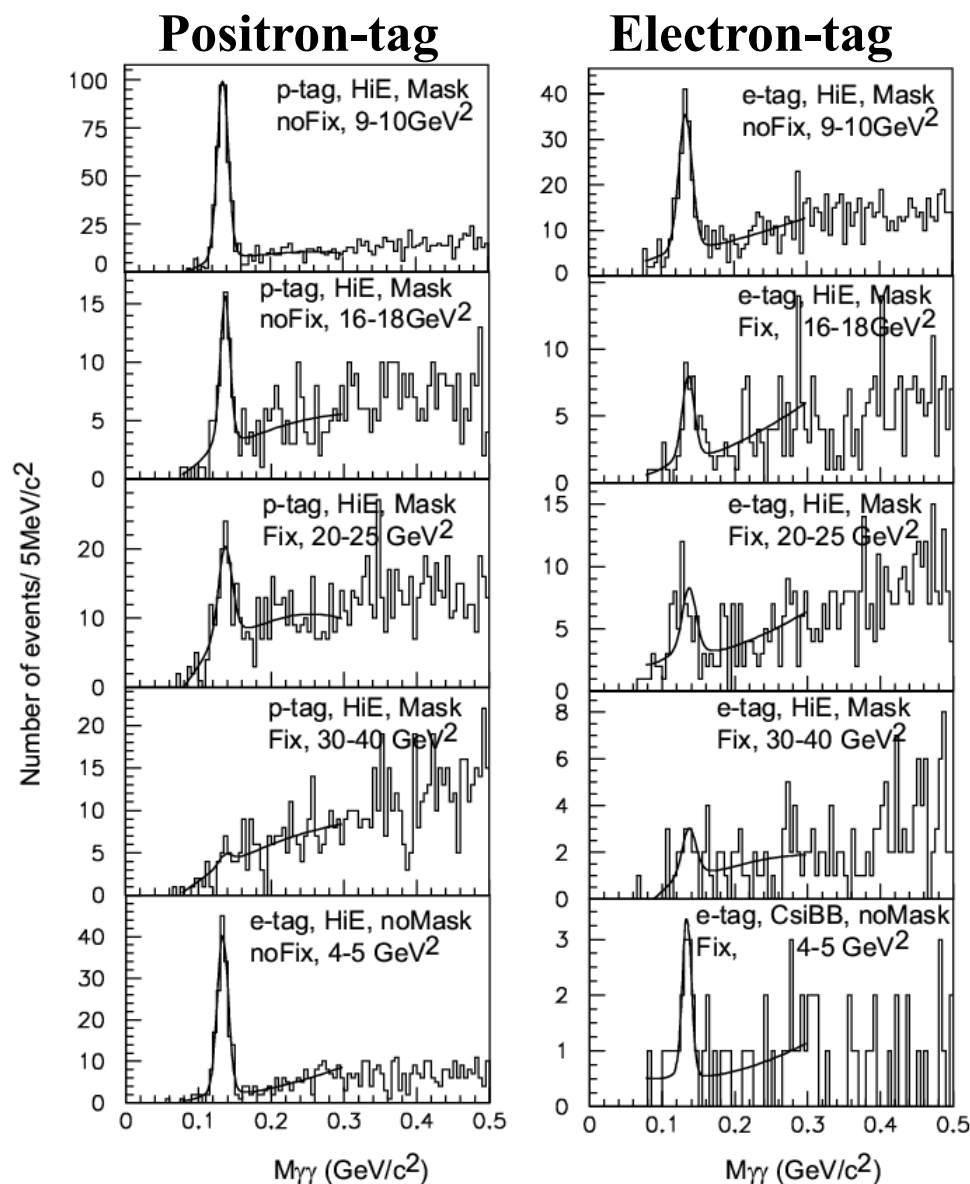 Positron-tag
Electron-tag
Number of events/ 5MeV/c2
p-tag, HiE, Mask
noFix, 9-10GeV2
100
75
50
25
0
p-tag, HiE, Mask
noFix, 16-18GeV2
15
10
5
0
p-tag, HiE, Mask
Fix, 20-25 GeV2
20
10
0
p-tag, HiE, Mask
Fix, 30-40 GeV2
20
15
10
5
0
e-tag, HiE, noMask
noFix, 4-5 GeV2
40
30
20
10
0
0 0.1 0.2 0.3 0.4 0.5
Mγγ (GeV/c2)
e-tag, HiE, Mask
noFix, 9-10GeV2
40
30
20
10
0
e-tag, HiE, Mask
Fix, 16-18GeV2
10
5
0
e-tag, HiE, Mask
Fix, 20-25 GeV2
15
10
5
0
e-tag, HiE, Mask
Fix, 30-40 GeV2
8
6
4
2
0
e-tag, CsiBB, noMask
Fix, 4-5 GeV2
3
2
1
0
0 0.1 0.2 0.3 0.4 0.5
Mγγ (GeV/c2)